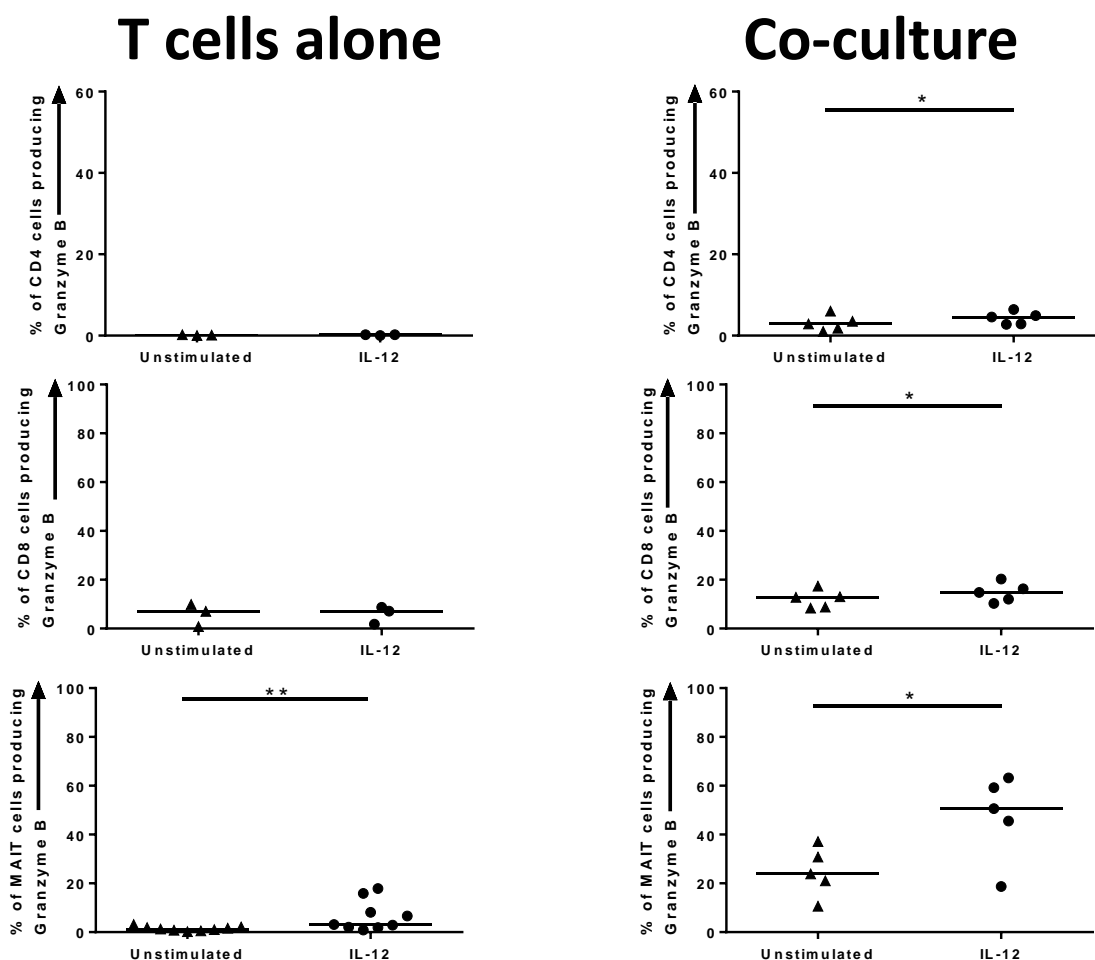 T cells alone
Co-culture
% of CD4 cells producing
Granzyme B
60
40
20
0
Unstimulated
IL-12
% of CD4 cells producing
Granzyme B
60
40
20
0
*
Unstimulated
IL-12
% of CD8 cells producing
Granzyme B
100
80
60
40
20
0
Unstimulated
IL-12
% of CD8 cells producing
Granzyme B
100
80
60
40
20
0
*
Unstimulated
IL-12
% of MAIT cells producing
Granzyme B
100
80
60
40
20
0
**
Unstimulated
IL-12
% of MAIT cells producing
Granzyme B
100
80
60
40
20
0
*
Unstimulated
IL-12